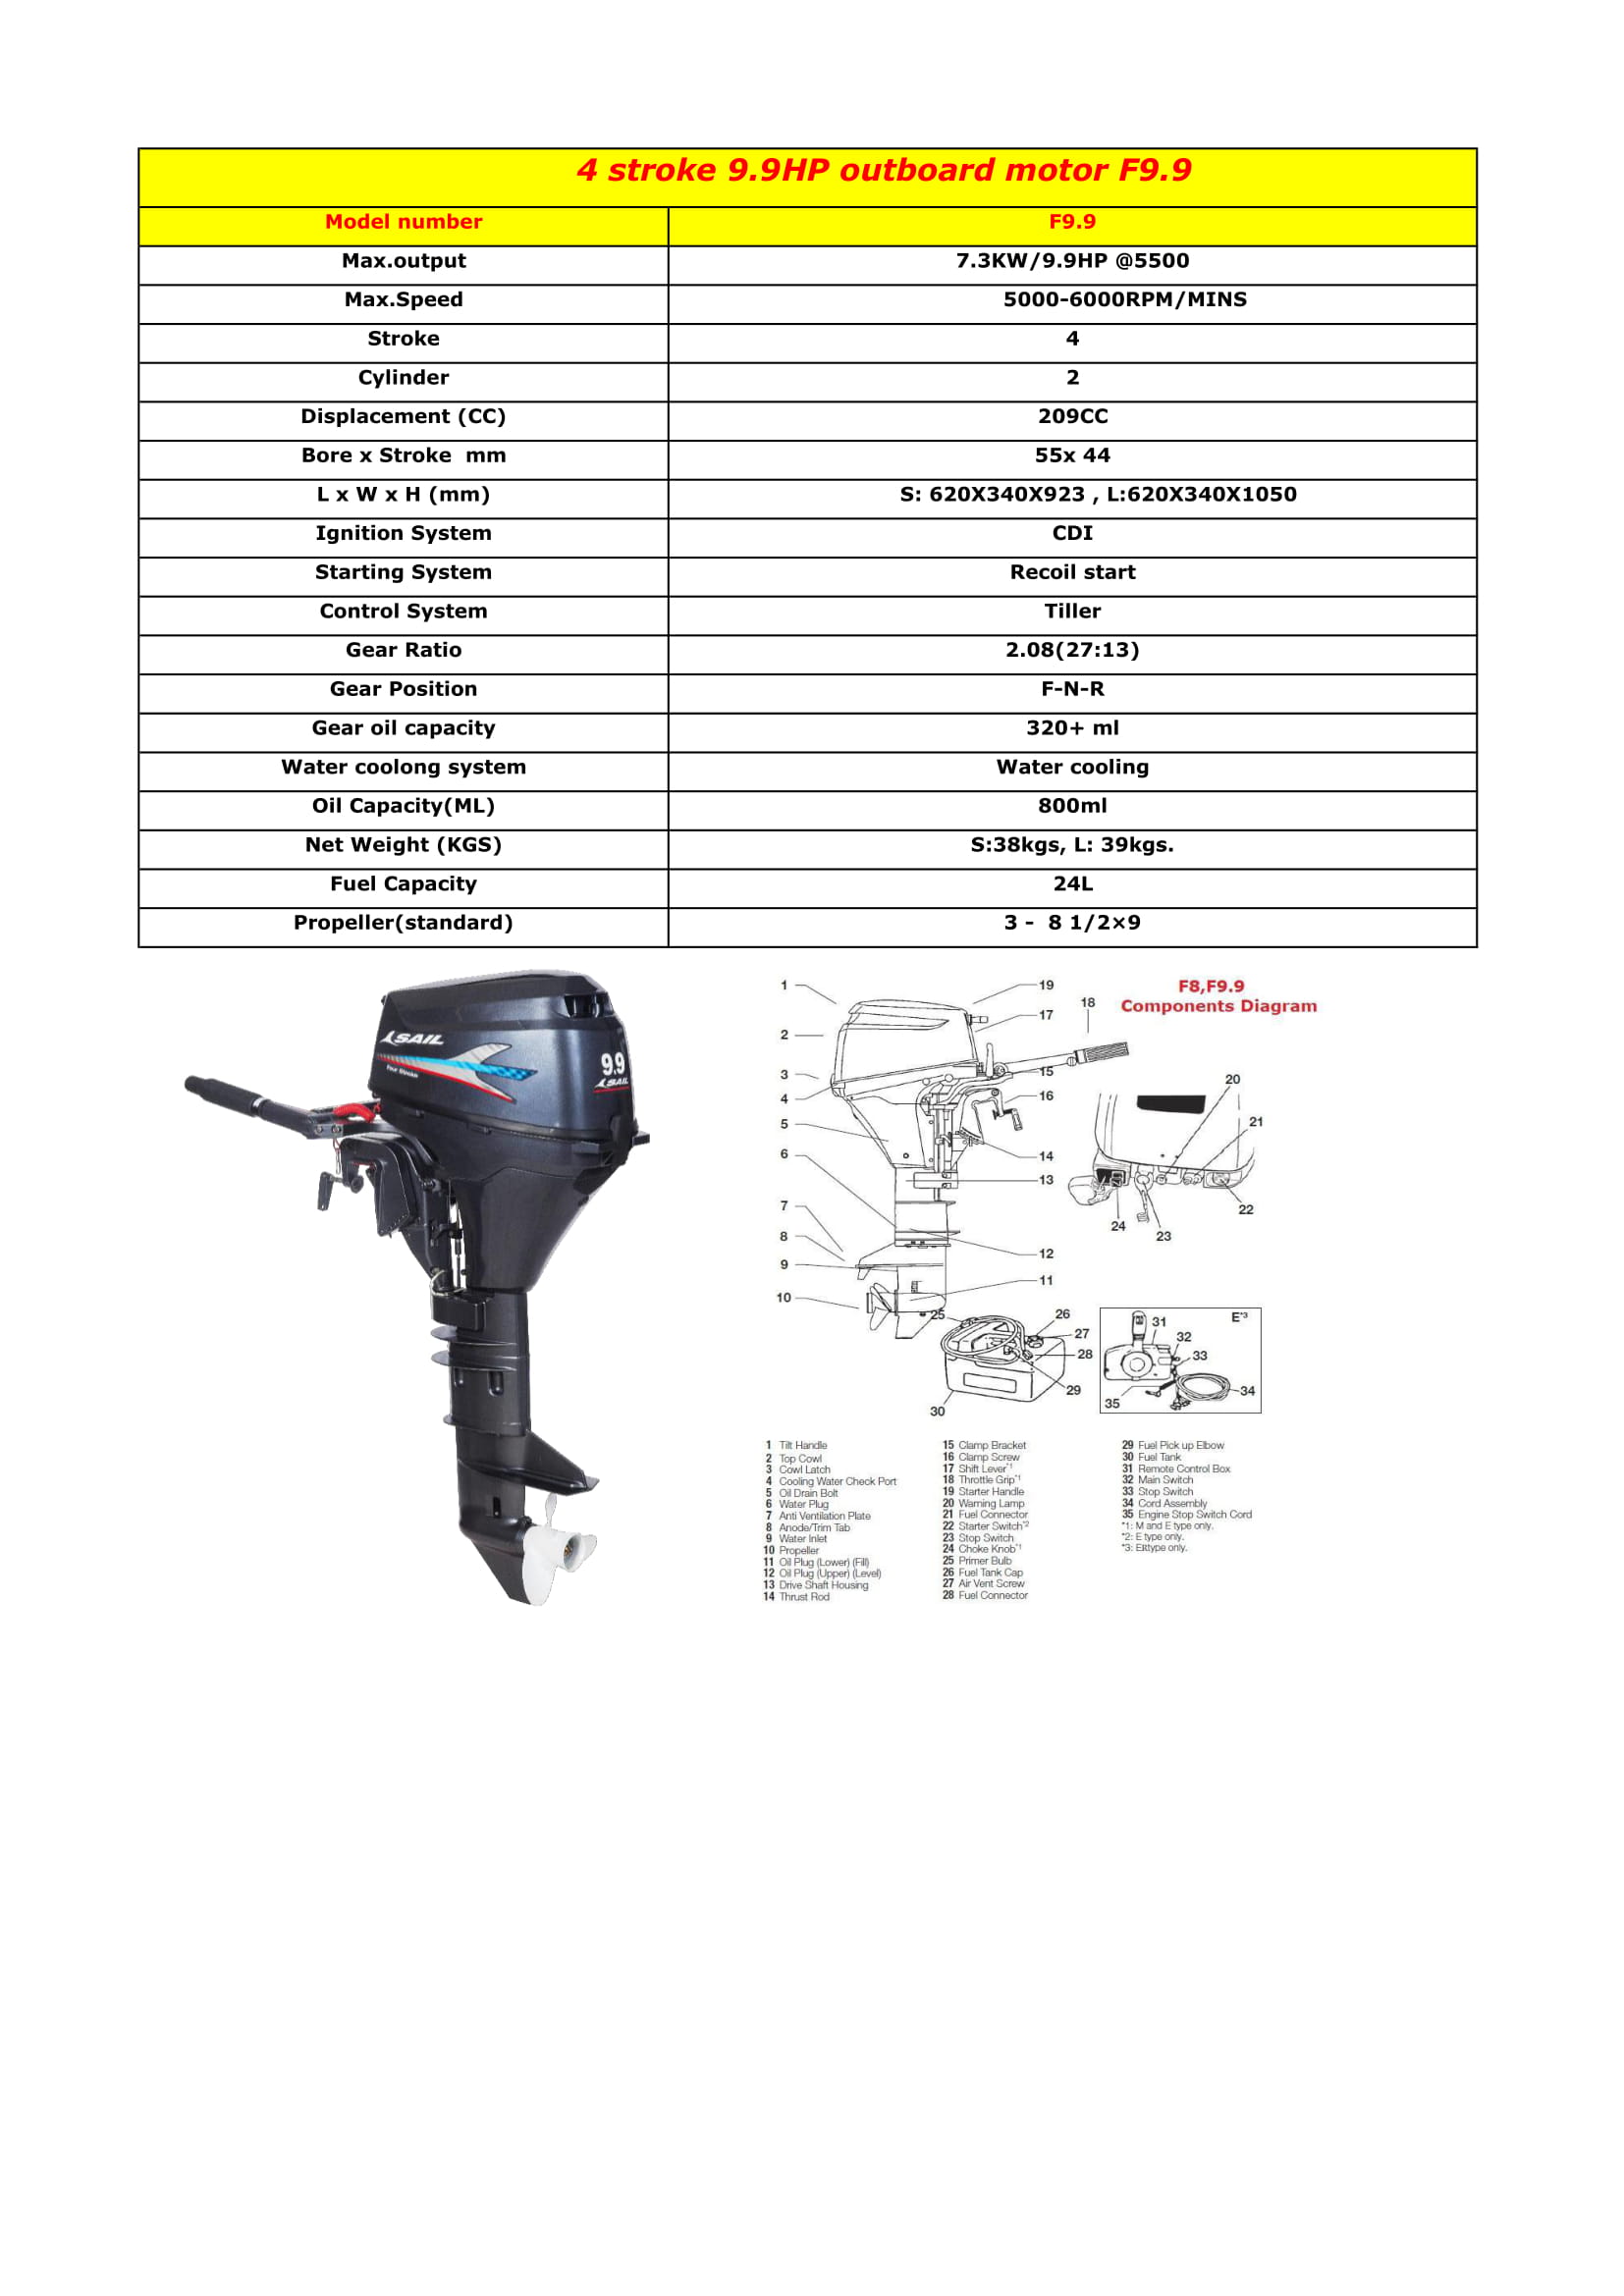 4 stroke 9.9HP outboard motor F9.9
Model number F9.9
Max.output 7.3KW/9.9HP @5500
Max.Speed 5000-6000RPM/MINS
Stroke 4
Cylinder 2
Displacement (CC) 209CC
Bore x Stroke  mm 55x 44
L x W x H (mm) S: 620X340X923 , L:620X340X1050
Ignition System CDI
Starting System Recoil start
Control System Tiller
Gear Ratio 2.08(27:13)
Gear Position F-N-R
Gear oil capacity 320+ ml
Water coolong system Water cooling
Oil Capacity(ML) 800ml
Net Weight (KGS) S:38kgs, L: 39kgs.
Fuel Capacity 24L
Propeller(standard) 3 -  8 1/2×9
SAIL
Four Stroke
9.9
SAIL
F8,F9.9
Components Diagram
1
2
3
4
5
6
7
8
9
10
19
17
18
15
16
14
13
12
11
20
21
22
23
24
25
26
27
28
29
30
E*3
31
32
33
34
35
1 Tilt Handle
2 Top Cowl
3 Cowl Latch
4 Cooling Water Check Port
5 Oil Drain Bolt
6 Water Plug
7 Anti Ventilation Plate
8 Anode/Trim Tab
9 Water Inlet
10 Propeller
11 Oil Plug (Lower) (Fill)
12 Oil Plug (Upper) (Level)
13 Drive Shaft Housing
14 Thrust Rod
15 Clamp Bracket
16 Clamp Screw
17 Shift Lever*1
18 Throttle Grip*1
19 Starter Handle
20 Warning Lamp
21 Fuel Connector
22 Starter Switch*2
23 Stop Switch
24 Choke Knob*1
25 Primer Bulb
26 Fuel Tank Cap
27 Air Vent Screw
28 Fuel Connector
29 Fuel Pick up Elbow
30 Fuel Tank
31 Remote Control Box
32 Main Switch
33 Stop Switch
34 Cord Assembly
35 Engine Stop Switch Cord
*1: M and E type only.
*2: E type only.
*3: ERtype only.